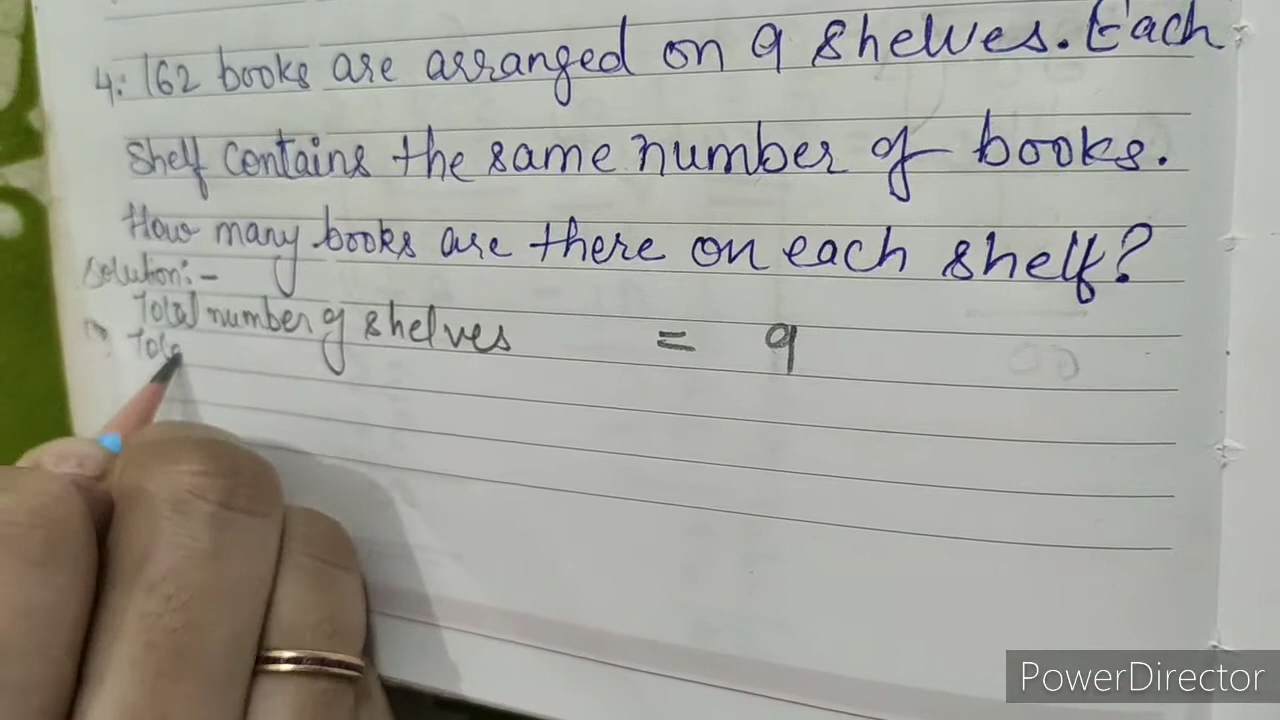 4: 162 books are arranged on 9 shelves. Each
shelf contains the same number of books.
How many books are there on each shelf?
Solution:-
Total number of shelves = 9
PowerDirector